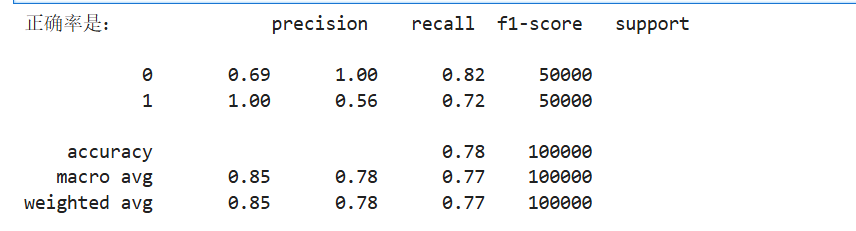 正确率是： precision recall f1-score support
0 0.69 1.00 0.82 50000
1 1.00 0.56 0.72 50000
accuracy 0.78 100000
macro avg 0.85 0.78 0.77 100000
weighted avg 0.85 0.78 0.77 100000